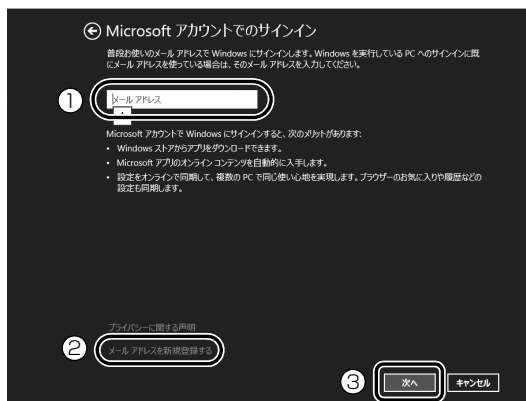 Microsoft アカウントでのサインイン
普段お使いのメール アドレスで Windows にサインインします。Windows を実行している PC へのサインインに既
にメール アドレスを使っている場合は、そのメール アドレスを入力してください。
① メール アドレス
Microsoft アカウントで Windows にサインインすると、次のメリットがあります:
• Windows ストアからアプリをダウンロードできます。
• Microsoft アプリのオンライン コンテンツを自動的に入手します。
• 設定をオンラインで同期して、複数の PC で同じ使い心地を実現します。ブラウザーのお気に入りや履歴などの
設定も同期します。
プライバシーに関する声明
② メール アドレスを新規登録する
③ 次へ キャンセル